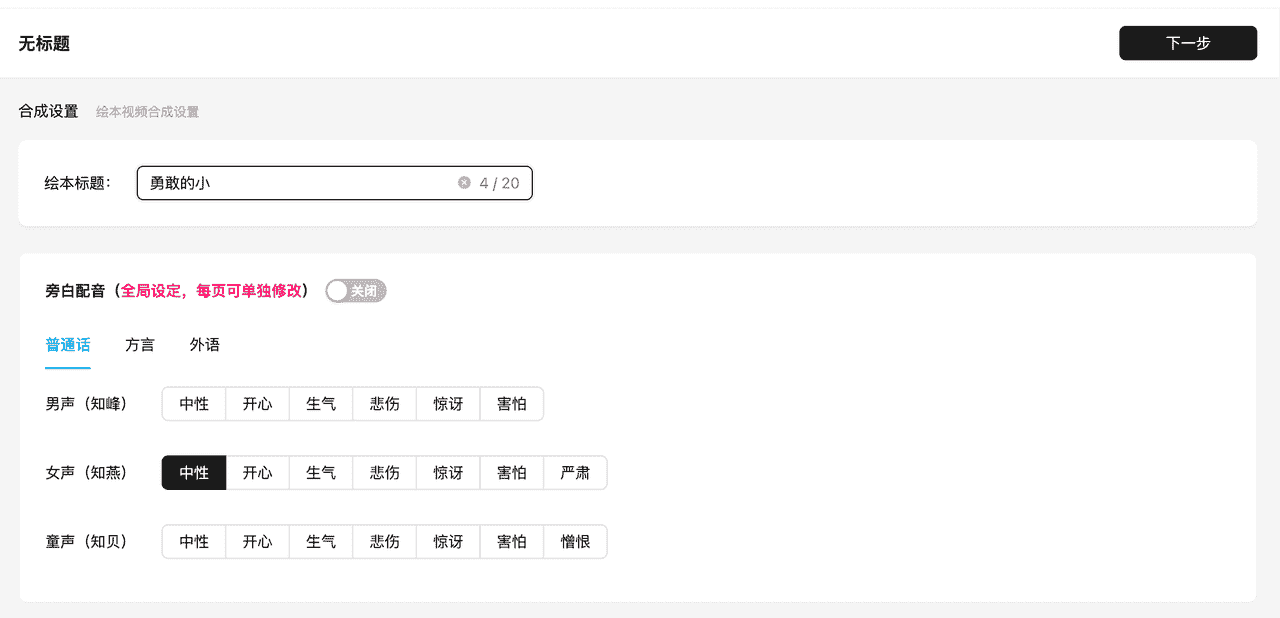 无标题 下一步
合成设置 绘本视频合成设置
绘本标题： 勇敢的小 4 / 20
旁白配音（全局设定，每页可单独修改） 关闭
普通话 方言 外语
男声（知峰） 中性 开心 生气 悲伤 惊讶 害怕
女声（知燕） 中性 开心 生气 悲伤 惊讶 害怕 严肃
童声（知贝） 中性 开心 生气 悲伤 惊讶 害怕 憎恨